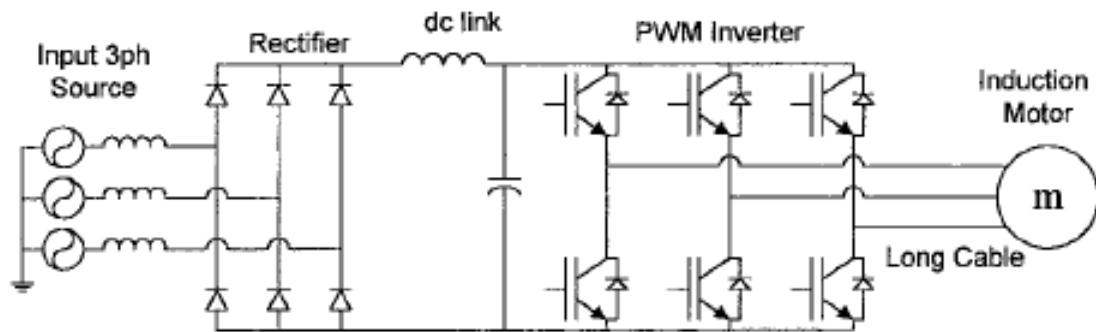 Input 3ph
Source
Rectifier
dc link
PWM Inverter
Induction
Motor
m
Long Cable